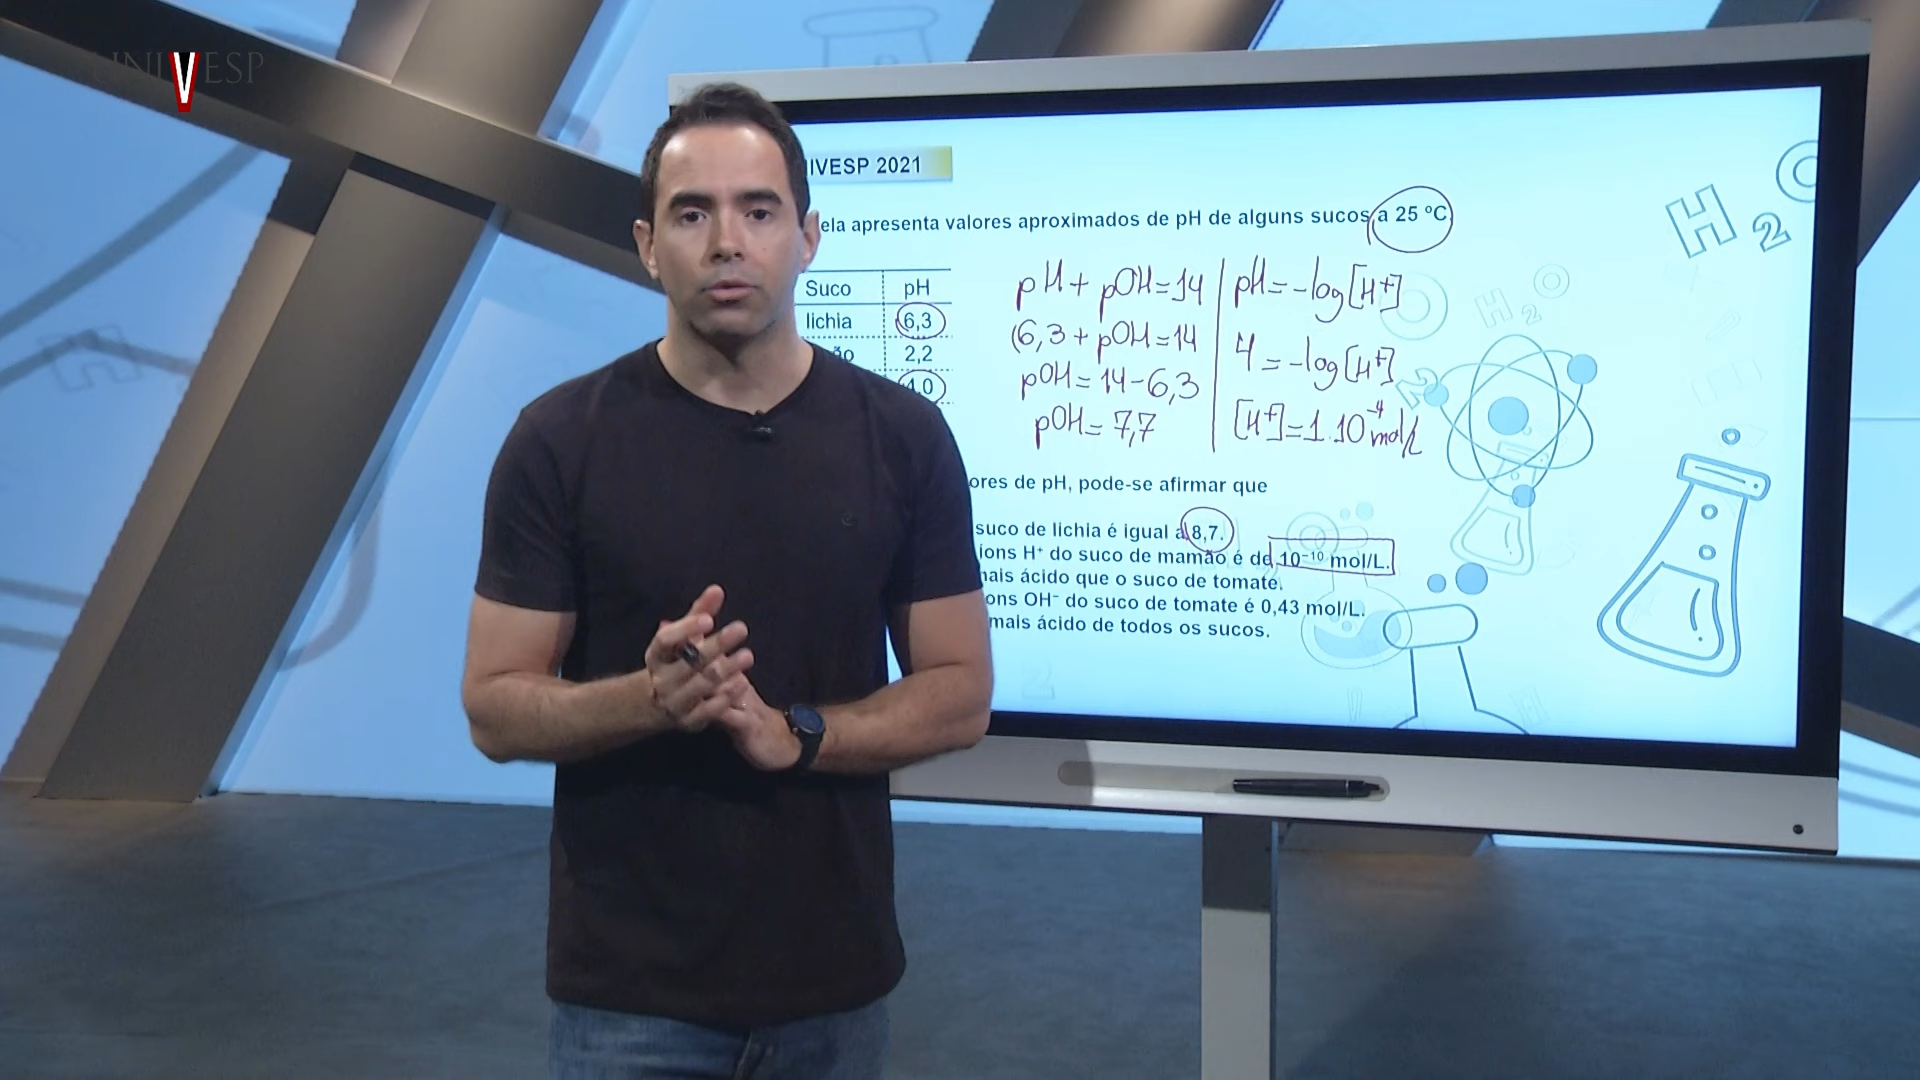 UNIVESP
IVESP 2021
ela apresenta valores aproximados de pH de alguns sucos a 25 ºC
Suco pH
lichia 6,3
ão 2,2
4,0
pH + pOH = 14
6,3 + pOH = 14
pOH = 14 - 6,3
pOH = 7,7
pH = -log[H+]
4 = -log[H+]
[H+] = 1.10⁻⁴ mol/L
ores de pH, pode-se afirmar que
suco de lichia é igual a 8,7.
íons H⁺ do suco de mamão é de 10⁻¹⁰ mol/L.
mais ácido que o suco de tomate.
ons OH⁻ do suco de tomate é 0,43 mol/L.
mais ácido de todos os sucos.
H₂O
H₂O